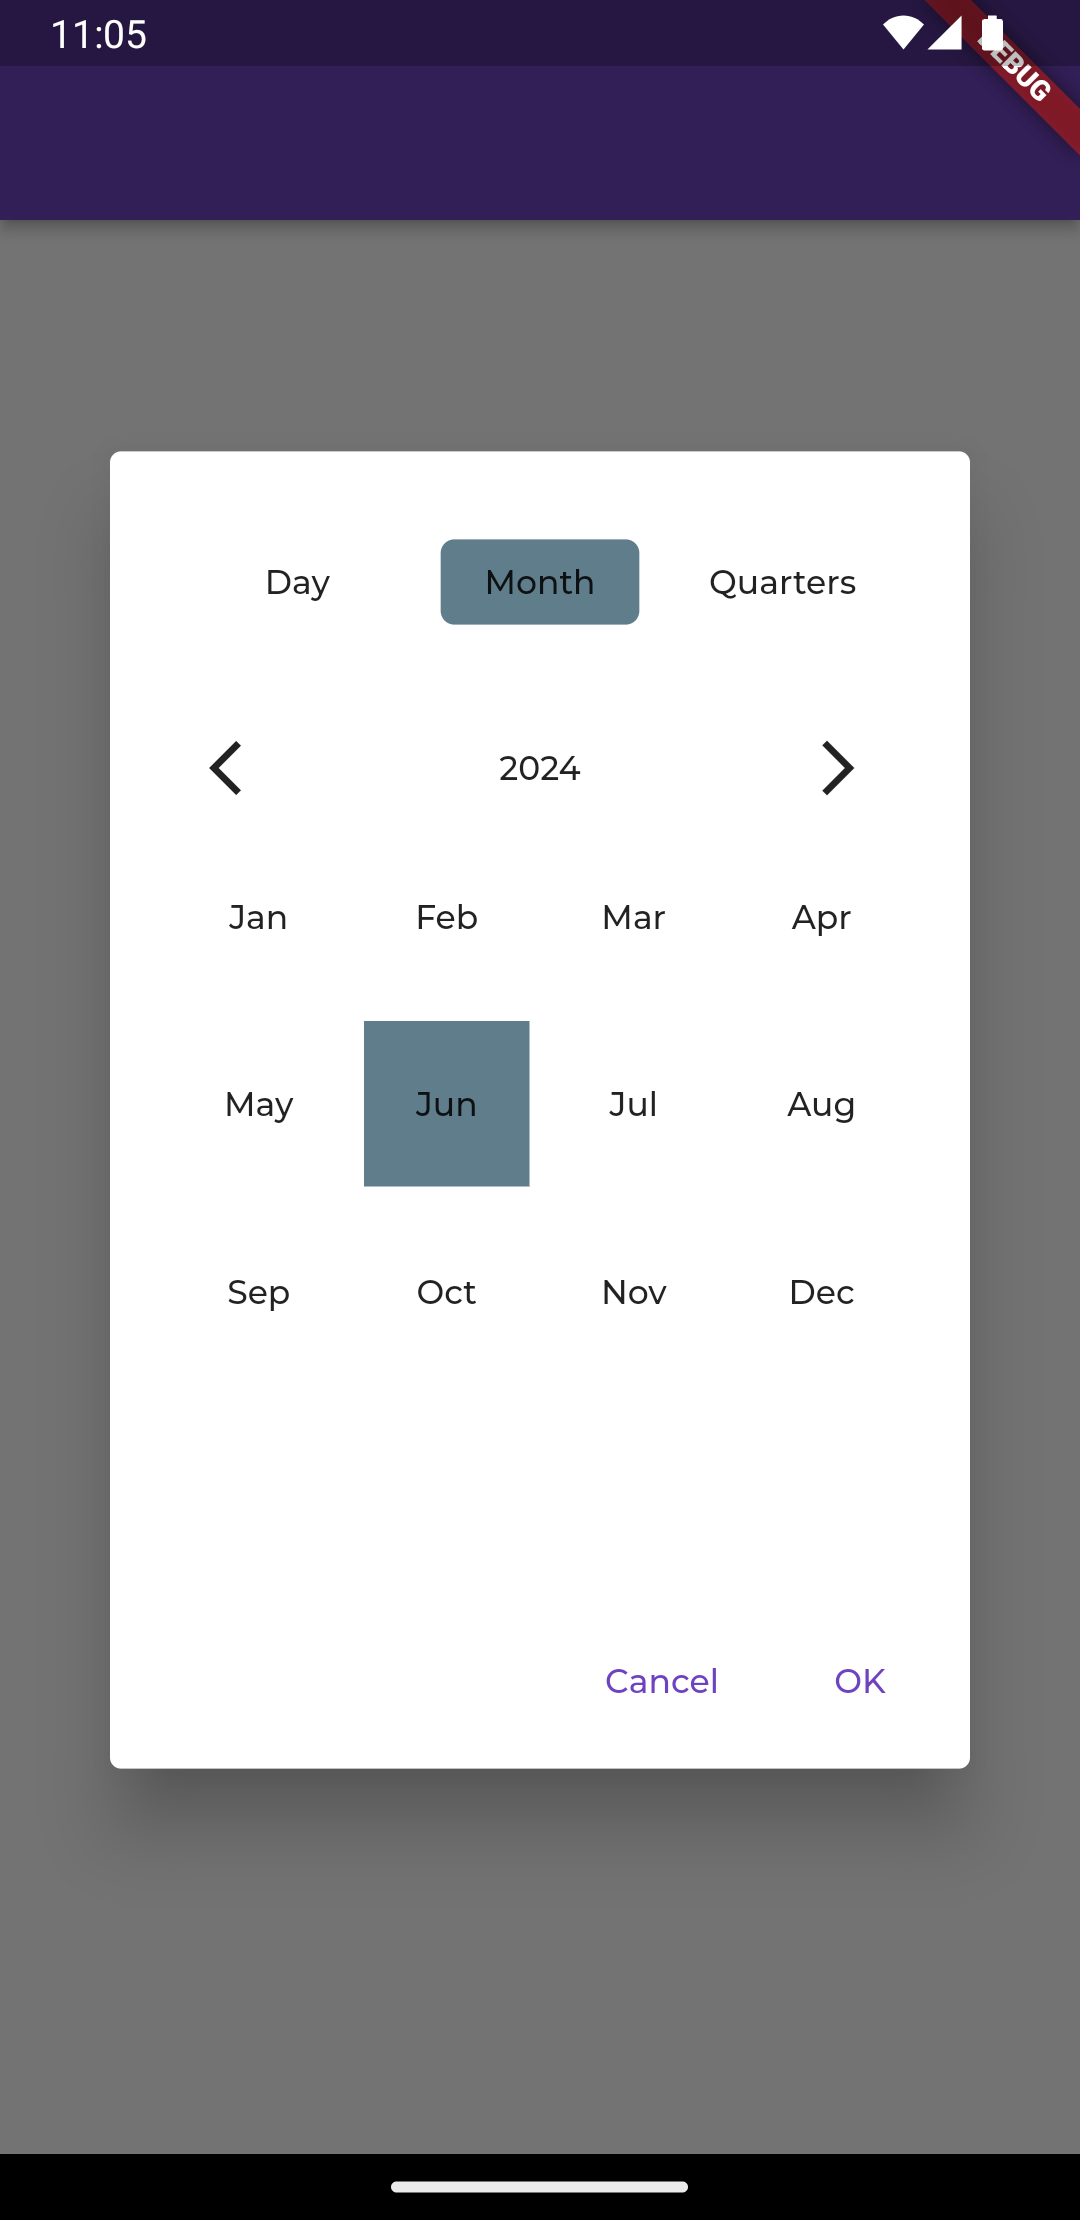 11:05
DEBUG
Day Month Quarters
2024
Jan Feb Mar Apr
May Jun Jul Aug
Sep Oct Nov Dec
Cancel OK